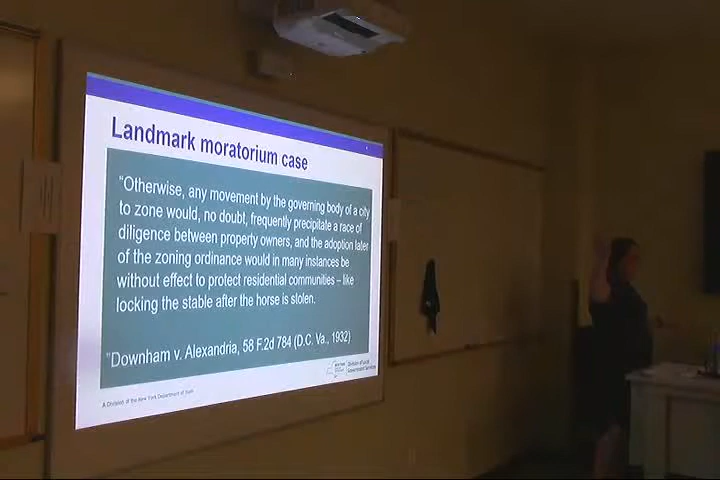 Landmark moratorium case
"Otherwise, any movement by the governing body of a city
to zone would, no doubt, frequently precipitate a race of
diligence between property owners, and the adoption later
of the zoning ordinance would in many instances be
without effect to protect residential communities – like
locking the stable after the horse is stolen.
"Downham v. Alexandria, 58 F.2d 784 (D.C. Va., 1932)
Division of Local
Government Services
A Division of the New York Department of State